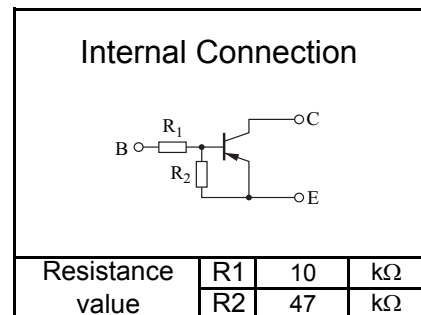 Internal Connection
C
R₁
B
R₂
E
Resistance value R1 10 kΩ
R2 47 kΩ